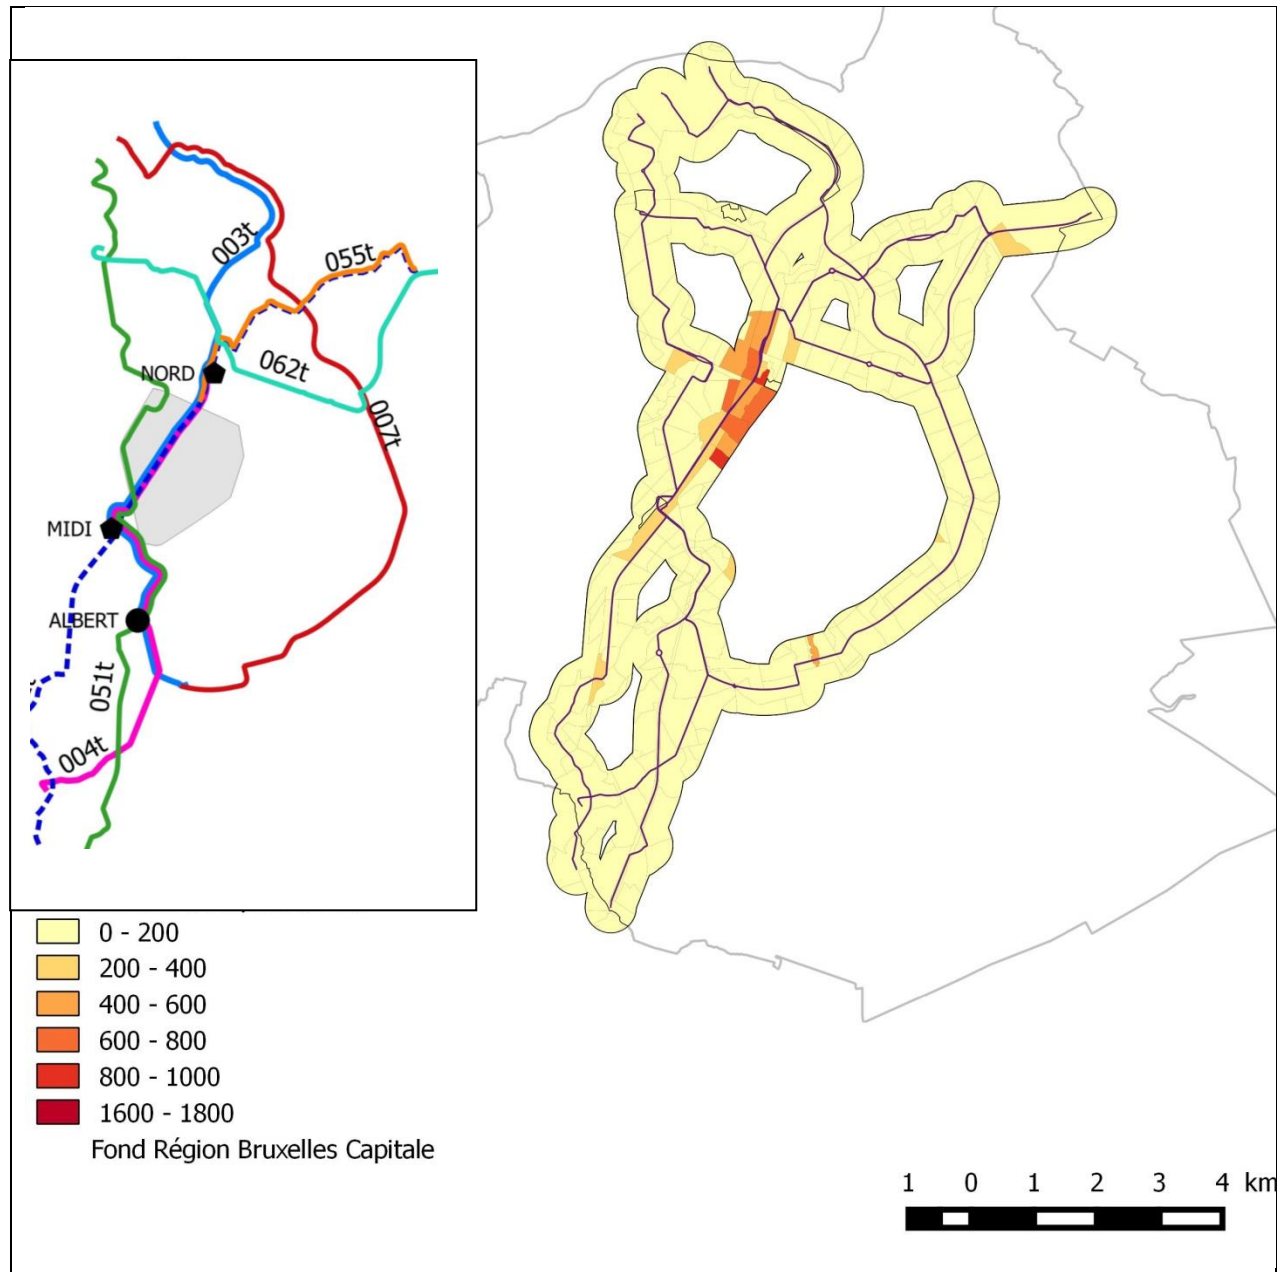 003t
055t
062t
NORD
007t
MIDI
ALBERT
051t
004t
0 - 200
200 - 400
400 - 600
600 - 800
800 - 1000
1600 - 1800
Fond Région Bruxelles Capitale
1 0 1 2 3 4 km